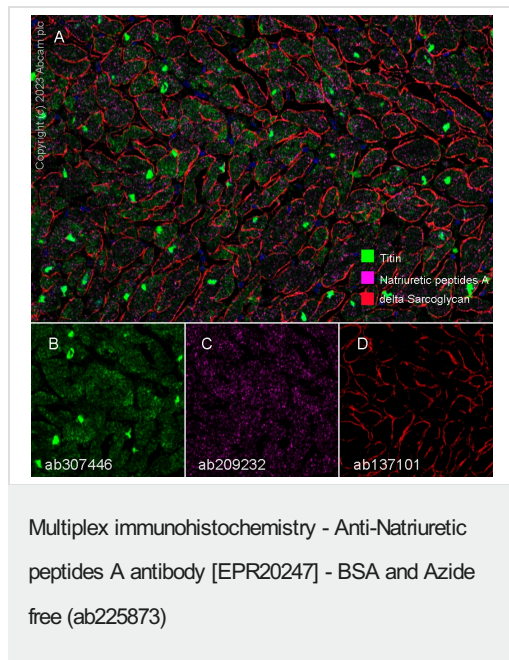 A
Copyright (c) 2023 Abcam plc
Titin
Natriuretic peptides A
delta Sarcoglycan
B
C
D
ab307446
ab209232
ab137101
Multiplex immunohistochemistry - Anti-Natriuretic
peptides A antibody [EPR20247] - BSA and Azide
free (ab225873)